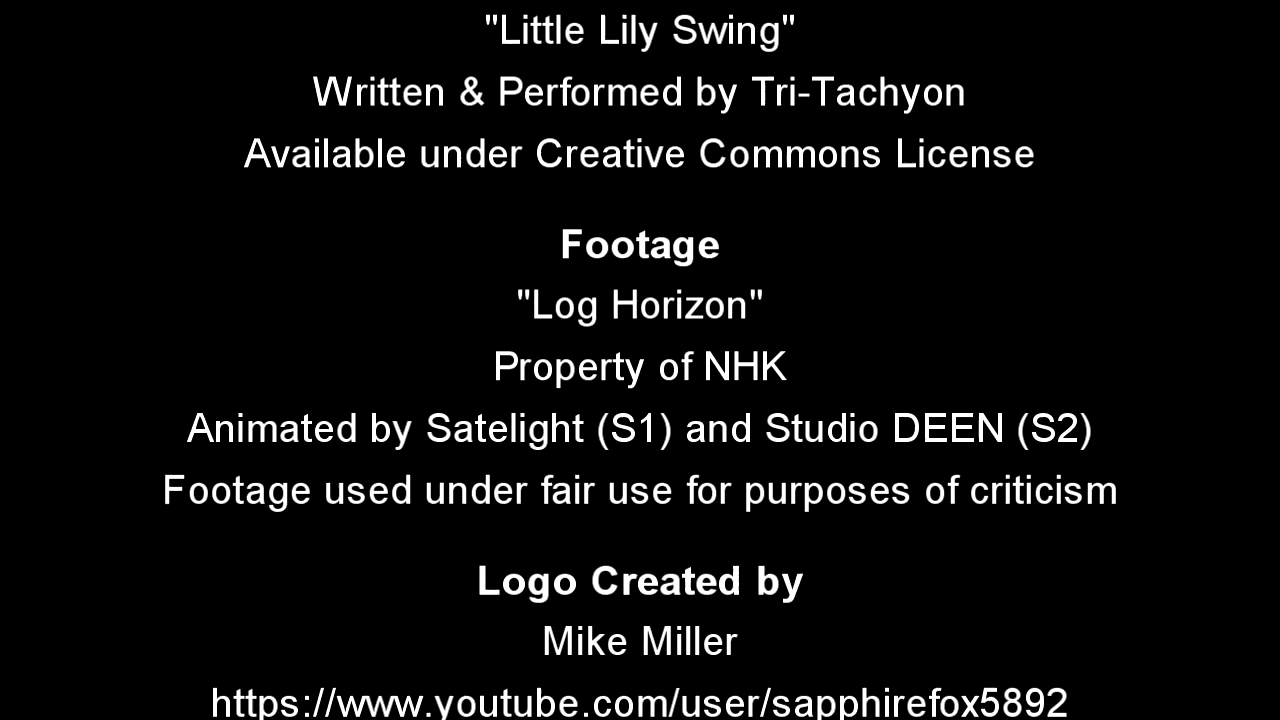 "Little Lily Swing"
Written & Performed by Tri-Tachyon
Available under Creative Commons License
Footage
"Log Horizon"
Property of NHK
Animated by Satelight (S1) and Studio DEEN (S2)
Footage used under fair use for purposes of criticism
Logo Created by
Mike Miller
https://www.youtube.com/user/sapphirefox5892